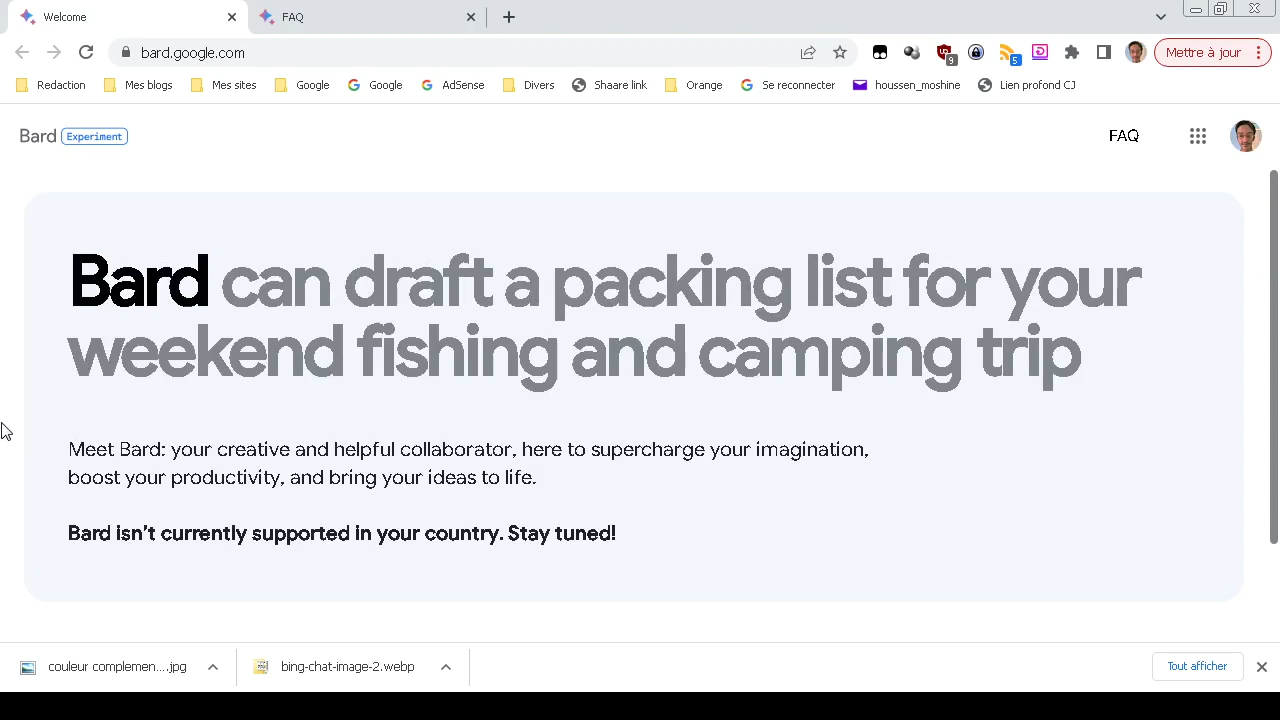 Welcome
FAQ
bard.google.com
9
5
Mettre à jour
Redaction
Mes blogs
Mes sites
Google
Google
AdSense
Divers
Shaare link
Orange
Se reconnecter
houssen_moshine
Lien profond CJ
Bard Experiment
FAQ
Bard can draft a packing list for your
weekend fishing and camping trip
Meet Bard: your creative and helpful collaborator, here to supercharge your imagination,
boost your productivity, and bring your ideas to life.
Bard isn’t currently supported in your country. Stay tuned!
couleur complemen....jpg
bing-chat-image-2.webp
Tout afficher